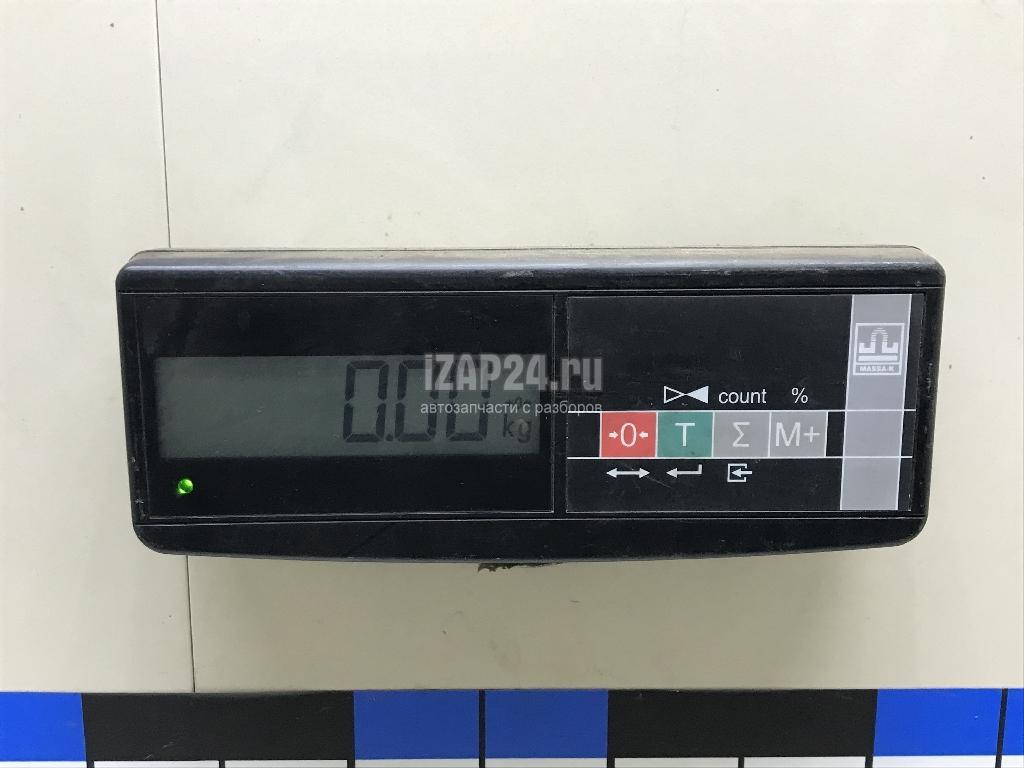 0.00
kg
iZAP24.ru
автозапчасти с разборов
MASSA-K
count %
→0← T Σ M+